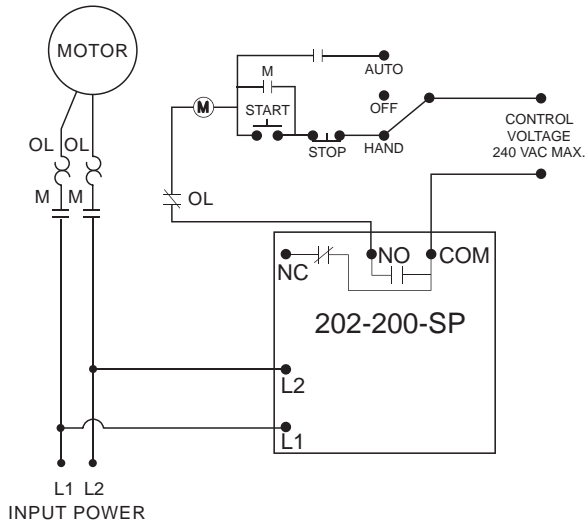 MOTOR
AUTO
M
OFF
M
START
CONTROL
VOLTAGE
240 VAC MAX.
OL OL
STOP
HAND
M M
OL
NC
NO
COM
202-200-SP
L2
L1
L1 L2
INPUT POWER